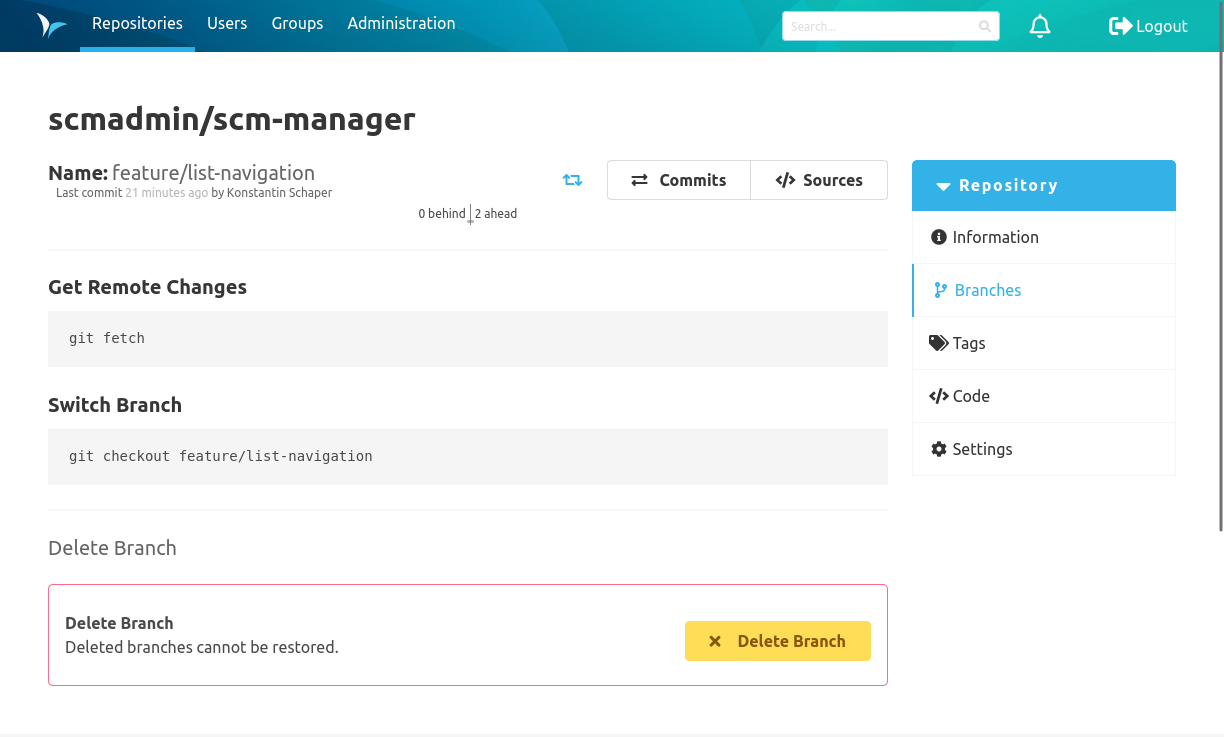 Repositories Users Groups Administration Search... Logout
scmadmin/scm-manager
Name: feature/list-navigation
Last commit 21 minutes ago by Konstantin Schaper
0 behind 2 ahead
Commits Sources
Get Remote Changes
git fetch
Switch Branch
git checkout feature/list-navigation
Delete Branch
Delete Branch
Deleted branches cannot be restored.
Delete Branch
Repository
Information
Branches
Tags
Code
Settings